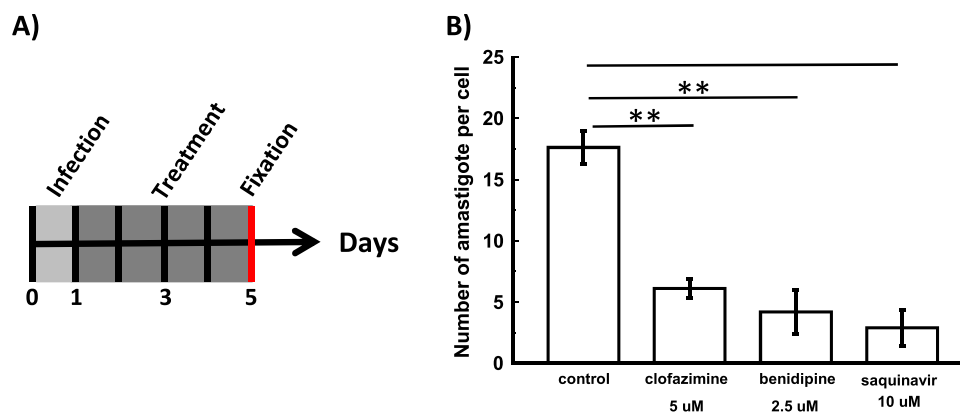 A)
Infection
Treatment
Fixation
0 1 3 5
Days
B)
Number of amastigote per cell
25
20
15
10
5
0
**
**
control clofazimine benidipine saquinavir
5 uM 2.5 uM 10 uM